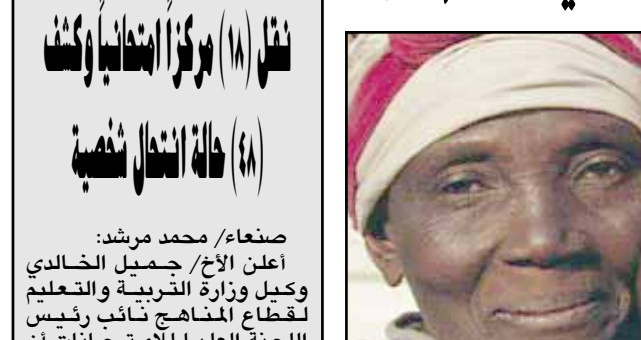 نقل (١٨) مركزاً امتحانياً وكشف
(٤٨) حالة انتحال شخصية
صنعاء/ محمد مرشد:
أعلن الأخ/ جميل الخالدي
وكيل وزارة التربية والتعليم
لقطاع المناهج نائب رئيس